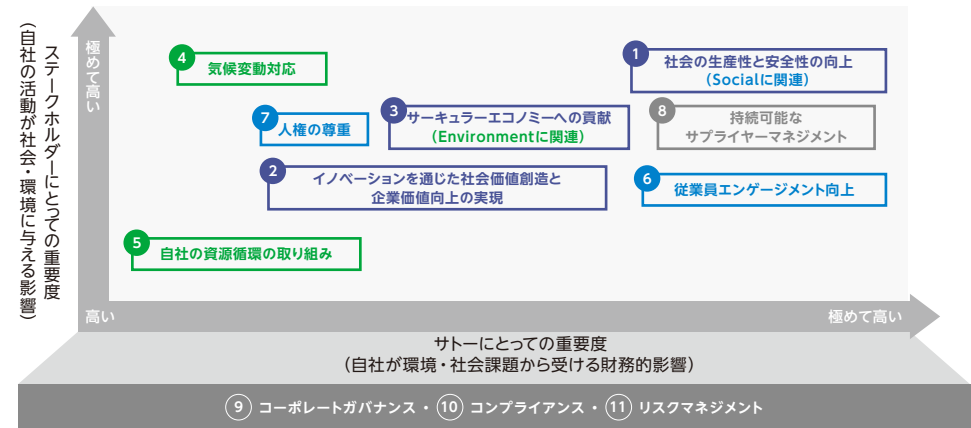 ステークホルダーにとっての重要度
（自社の活動が社会・環境に与える影響）
極めて高い
4
気候変動対応
1
社会の生産性と安全性の向上
（Socialに関連）
7
人権の尊重
3
サーキュラーエコノミーへの貢献
（Environmentに関連）
8
持続可能な
サプライヤーマネジメント
2
イノベーションを通じた社会価値創造と
企業価値向上の実現
6
従業員エンゲージメント向上
5
自社の資源循環の取り組み
高い
極めて高い
サトーにとっての重要度
（自社が環境・社会課題から受ける財務的影響）
9 コーポレートガバナンス・10 コンプライアンス・11 リスクマネジメント